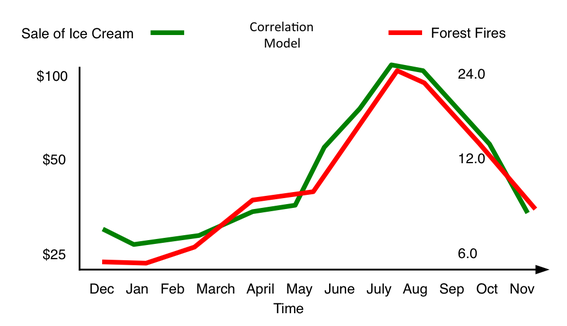 Sale of Ice Cream
Correlation
Model
Forest Fires
$100
24.0
$50
12.0
$25
6.0
Dec Jan Feb March April May June July Aug Sep Oct Nov
Time